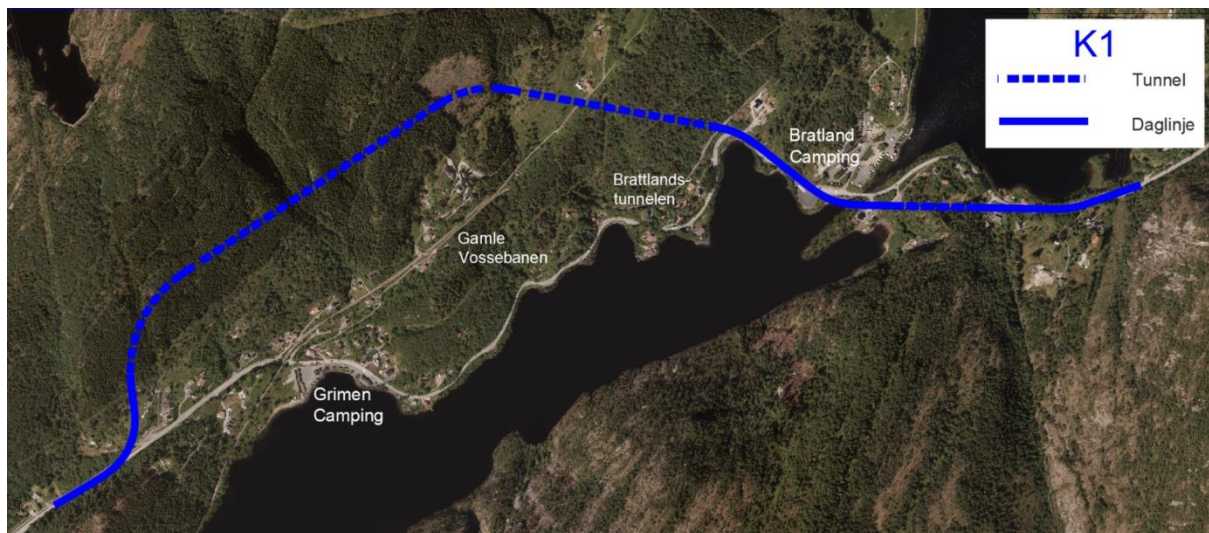 K1
Tunnel
Daglinje
Bratland
Camping
Brattlands-
tunnelen
Gamle
Vossebanen
Grimen
Camping